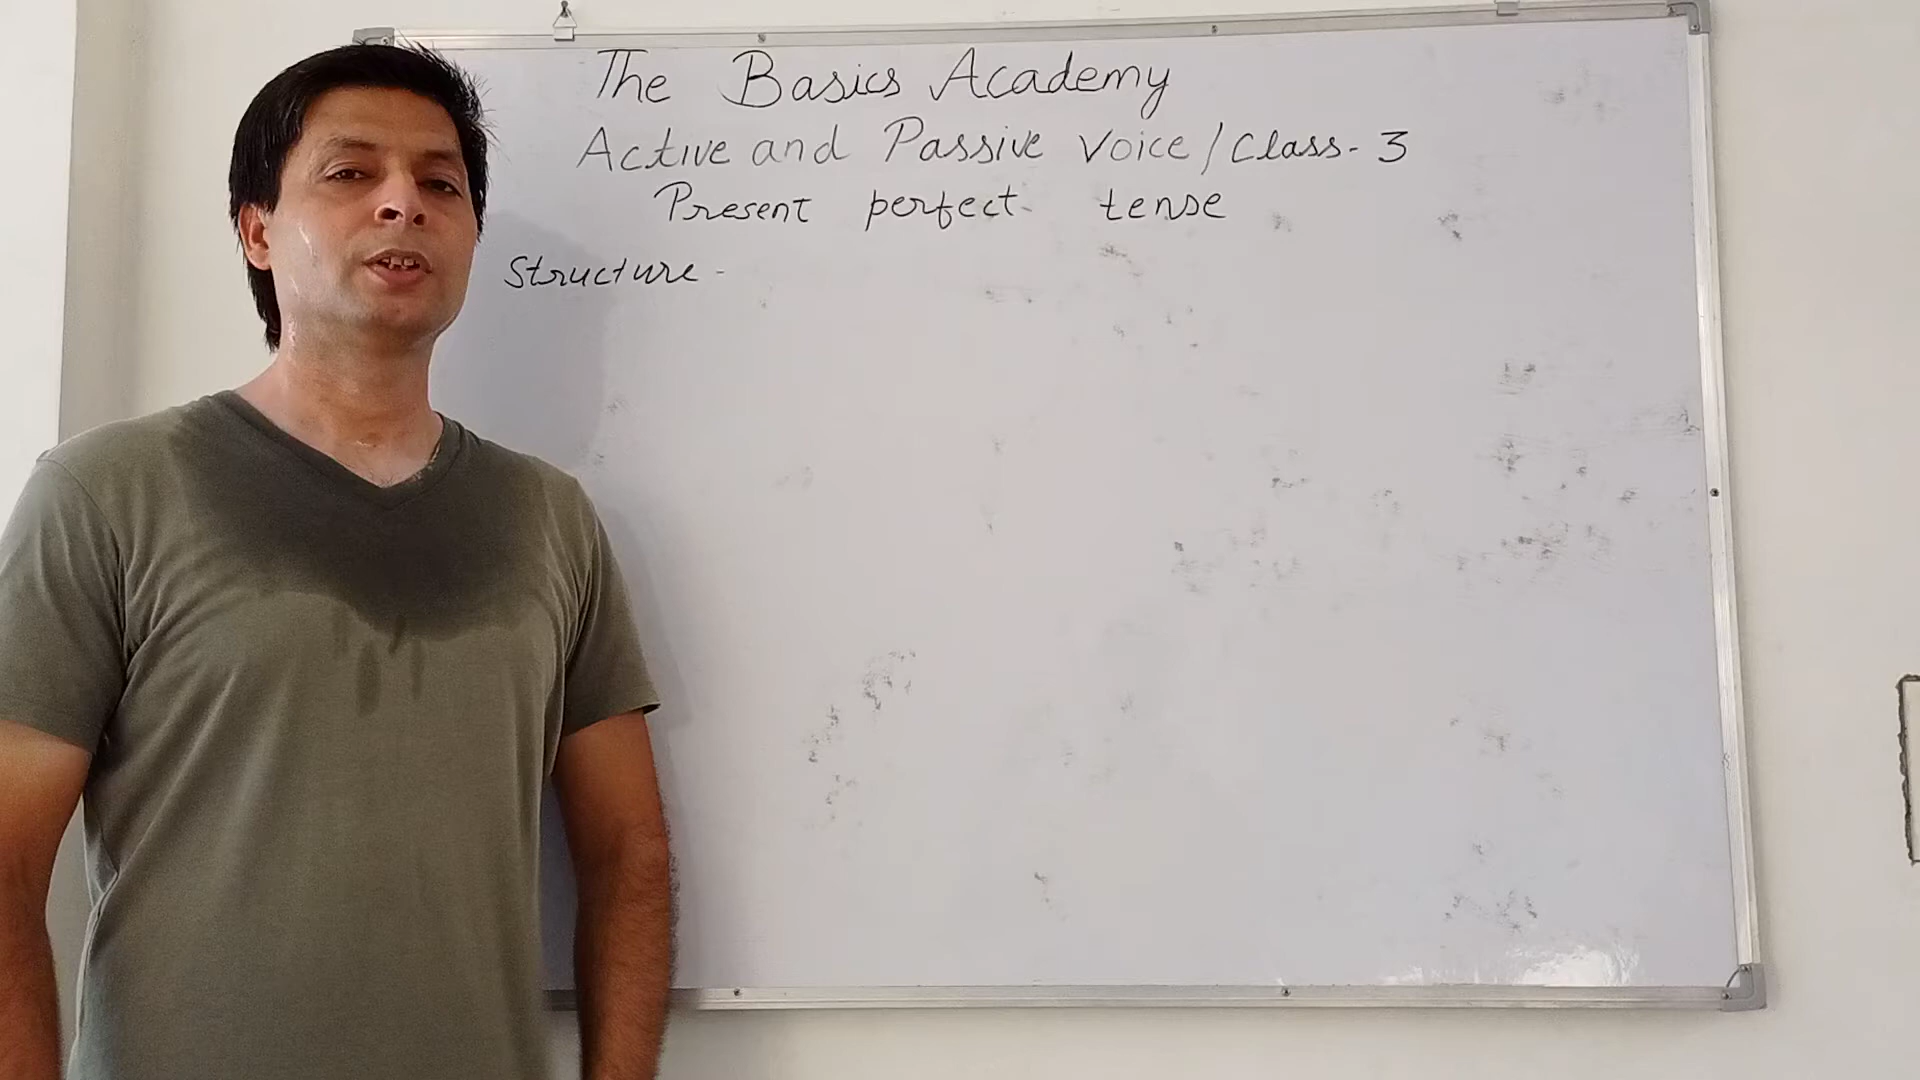 The Basics Academy
Active and Passive Voice / Class - 3
Present perfect tense
Structure -